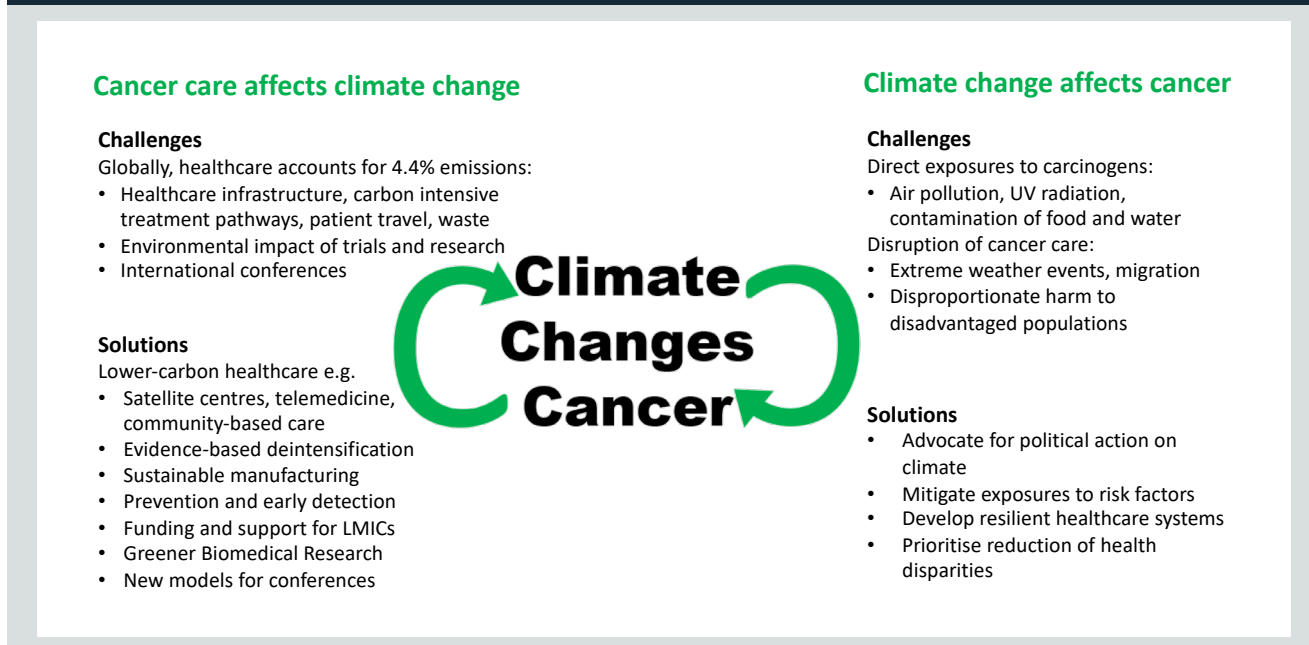 Cancer care affects climate change
Challenges
Globally, healthcare accounts for 4.4% emissions:
• Healthcare infrastructure, carbon intensive
treatment pathways, patient travel, waste
• Environmental impact of trials and research
• International conferences
Solutions
Lower-carbon healthcare e.g.
• Satellite centres, telemedicine,
community-based care
• Evidence-based deintensification
• Sustainable manufacturing
• Prevention and early detection
• Funding and support for LMICs
• Greener Biomedical Research
• New models for conferences
Climate
Changes
Cancer
Climate change affects cancer
Challenges
Direct exposures to carcinogens:
• Air pollution, UV radiation,
contamination of food and water
Disruption of cancer care:
• Extreme weather events, migration
• Disproportionate harm to
disadvantaged populations
Solutions
• Advocate for political action on
climate
• Mitigate exposures to risk factors
• Develop resilient healthcare systems
• Prioritise reduction of health
disparities